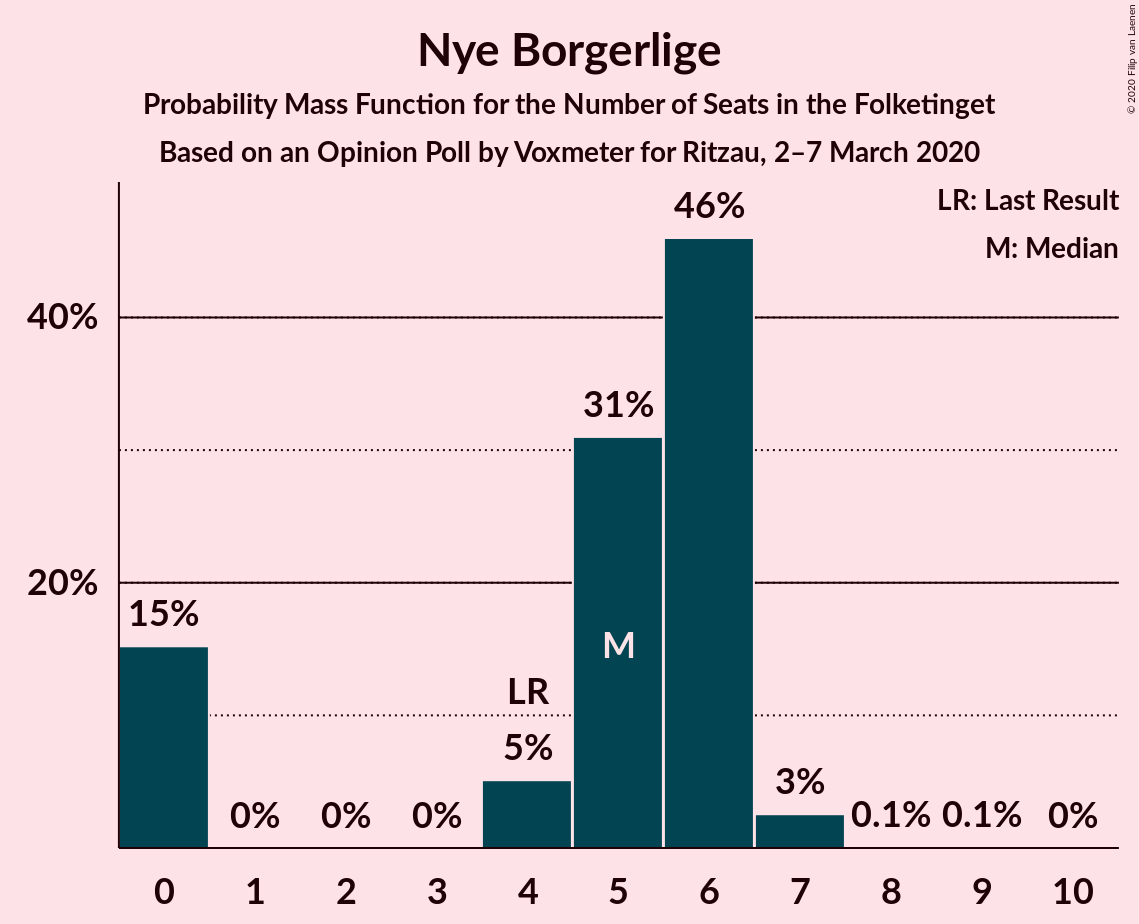 Nye Borgerlige
Probability Mass Function for the Number of Seats in the Folketinget
Based on an Opinion Poll by Voxmeter for Ritzau, 2–7 March 2020
© 2020 Filip van Laenen
LR: Last Result
M: Median
46%
40%
31%
20%
15%
M
LR
5%
3%
0% 0% 0% 0.1% 0.1% 0%
0 1 2 3 4 5 6 7 8 9 10